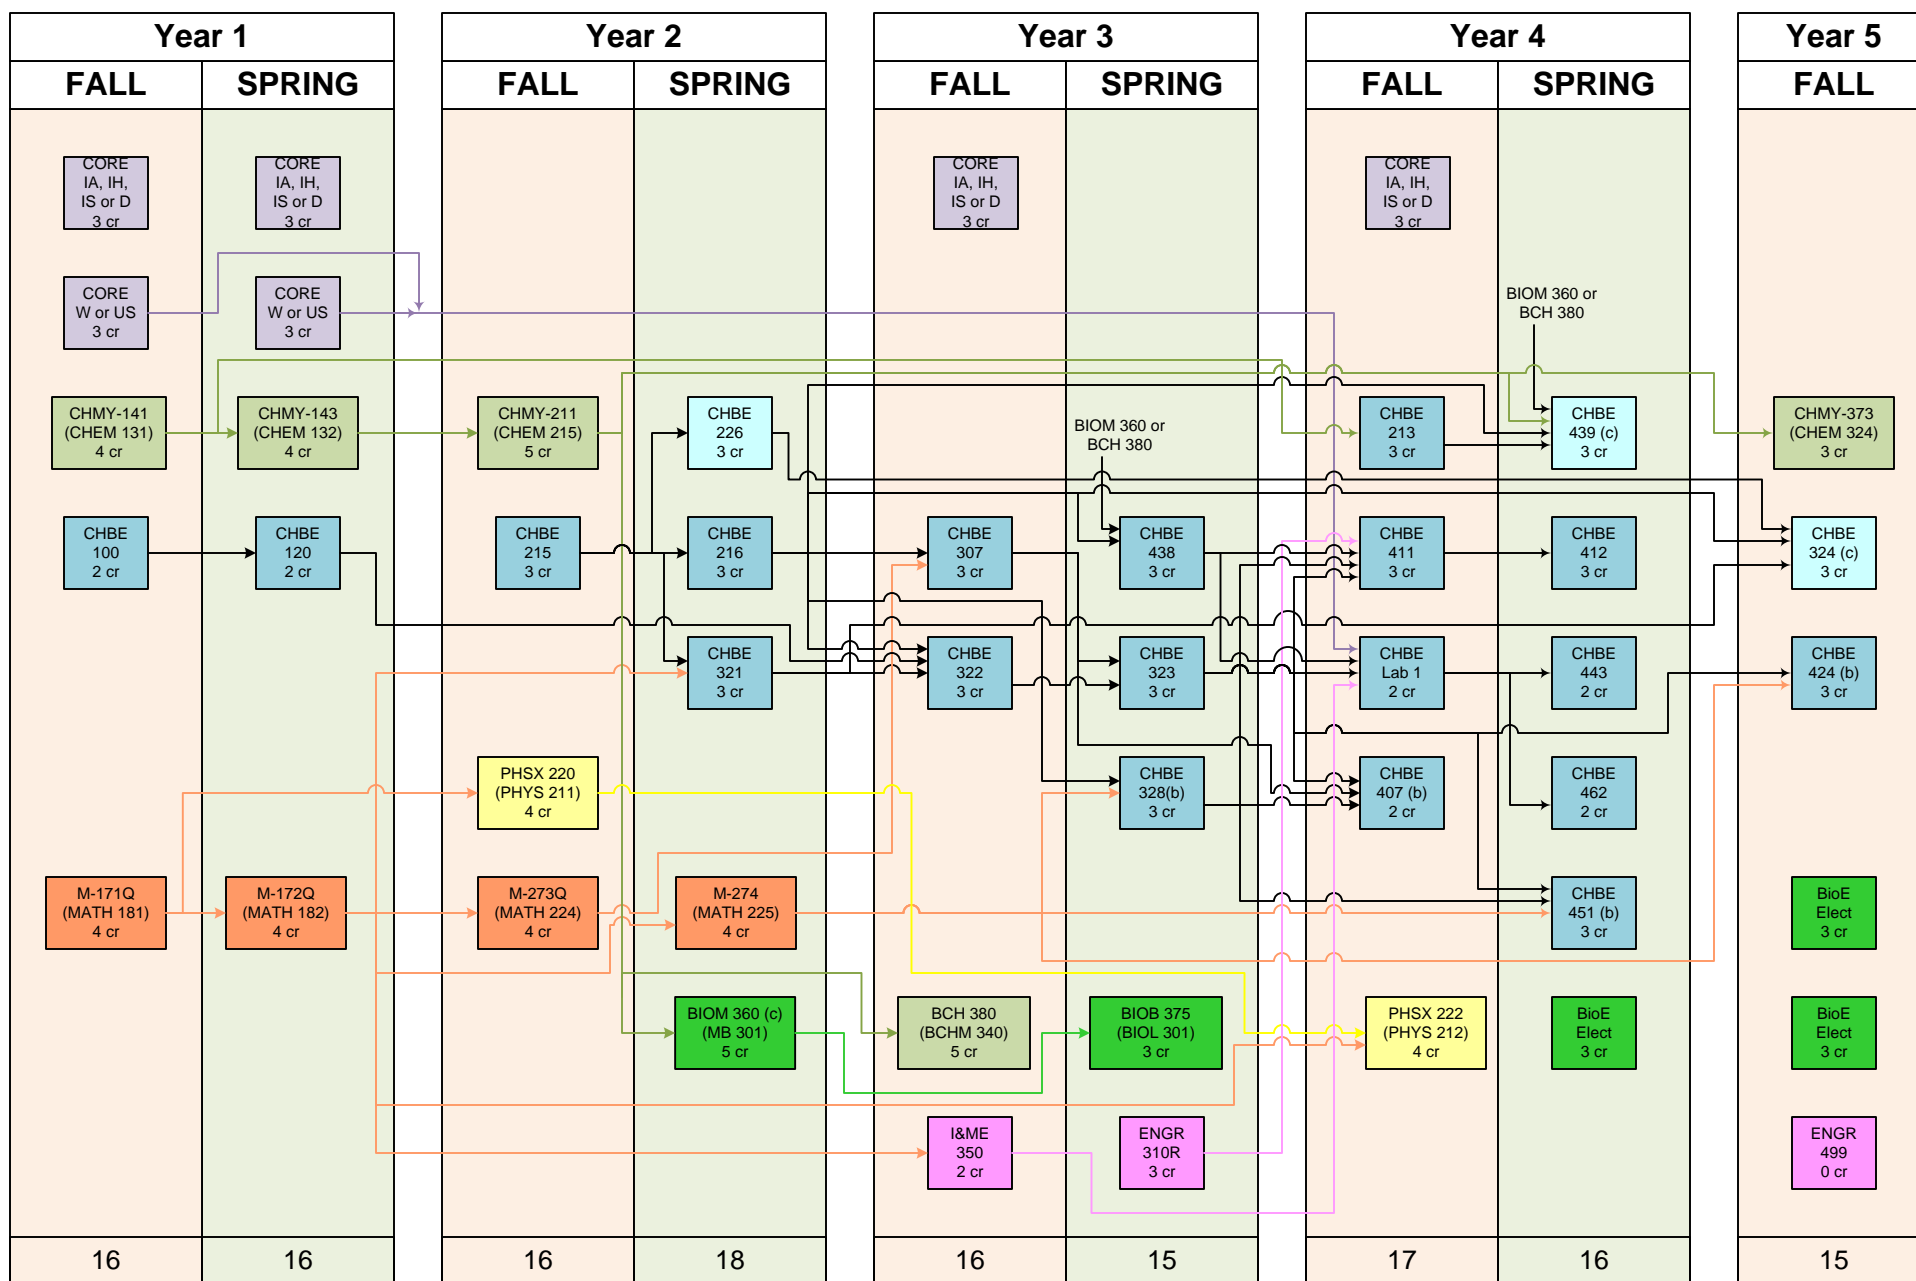 Year 1
FALL
SPRING
CORE
IA, IH,
IS or D
3 cr
CORE
IA, IH,
IS or D
3 cr
CORE
W or US
3 cr
CORE
W or US
3 cr
CHMY-141
(CHEM 131)
4 cr
CHMY-143
(CHEM 132)
4 cr
CHBE
100
2 cr
CHBE
120
2 cr
M-171Q
(MATH 181)
4 cr
M-172Q
(MATH 182)
4 cr
16
16
Year 2
FALL
SPRING
CHMY-211
(CHEM 215)
5 cr
CHBE
226
3 cr
CHBE
215
3 cr
CHBE
216
3 cr
CHBE
321
3 cr
PHSX 220
(PHYS 211)
4 cr
M-273Q
(MATH 224)
4 cr
M-274
(MATH 225)
4 cr
BIOM 360 (c)
(MB 301)
5 cr
16
18
Year 3
FALL
SPRING
CORE
IA, IH,
IS or D
3 cr
BIOM 360 or
BCH 380
CHBE
307
3 cr
CHBE
438
3 cr
CHBE
322
3 cr
CHBE
323
3 cr
CHBE
328(b)
3 cr
BCH 380
(BCHM 340)
5 cr
BIOB 375
(BIOL 301)
3 cr
I&ME
350
2 cr
ENGR
310R
3 cr
16
15
Year 4
FALL
SPRING
CORE
IA, IH,
IS or D
3 cr
BIOM 360 or
BCH 380
CHBE
213
3 cr
CHBE
439 (c)
3 cr
CHBE
411
3 cr
CHBE
412
3 cr
CHBE
Lab 1
2 cr
CHBE
443
2 cr
CHBE
407 (b)
2 cr
CHBE
462
2 cr
CHBE
451 (b)
3 cr
PHSX 222
(PHYS 212)
4 cr
BioE
Elect
3 cr
17
16
Year 5
FALL
CHMY-373
(CHEM 324)
3 cr
CHBE
324 (c)
3 cr
CHBE
424 (b)
3 cr
BioE
Elect
3 cr
BioE
Elect
3 cr
ENGR
499
0 cr
15